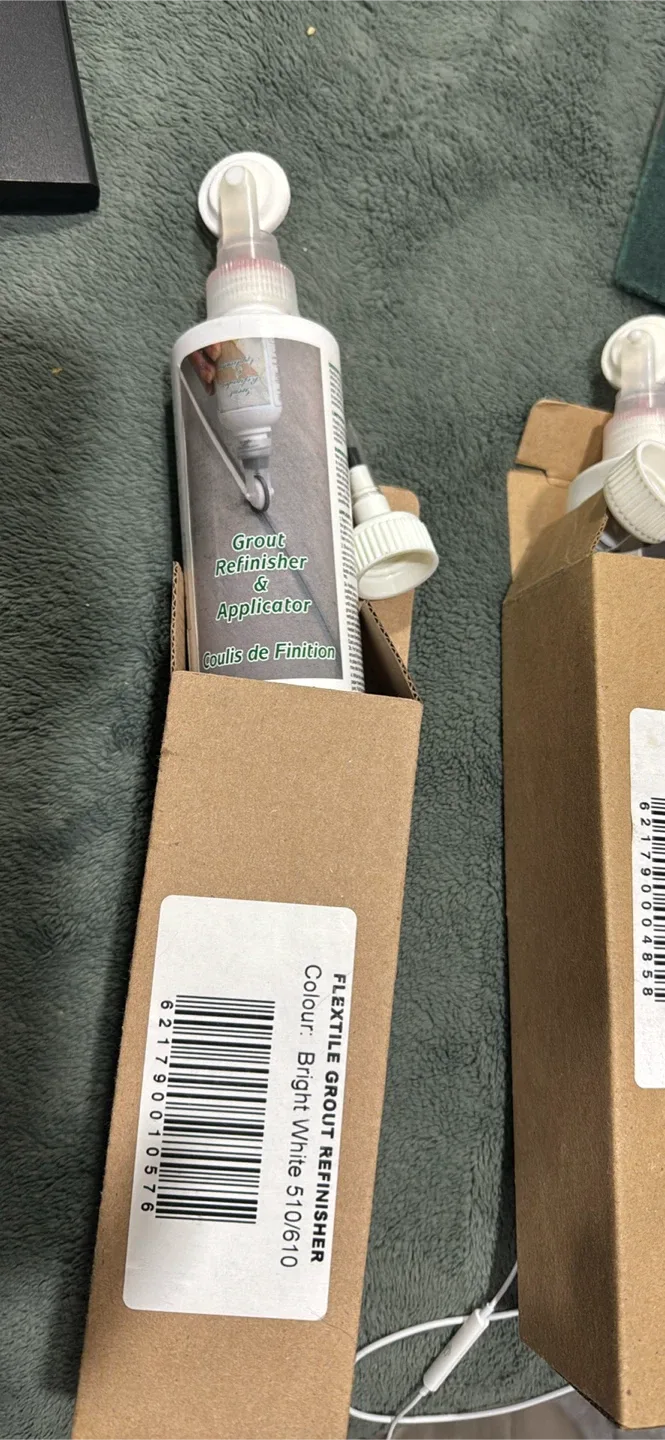 Grout
Refinisher
&
Applicator
Coulis de Finition
FLEXTILE GROUT REFINISHER
Colour: Bright White 510/610
6 21790 01057 6
6 21790 00485 8